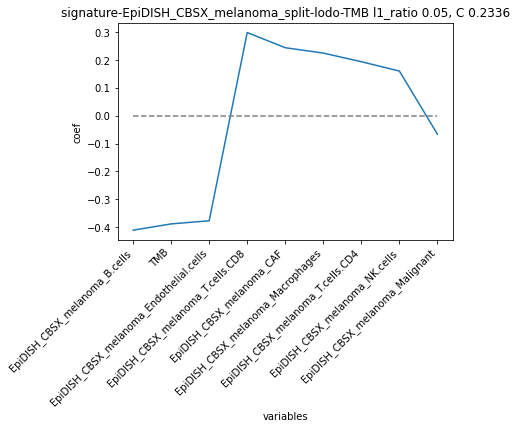 signature-EpiDISH_CBSX_melanoma_split-lodo-TMB l1_ratio 0.05, C 0.2336
0.3
0.2
0.1
0.0
−0.1
−0.2
−0.3
−0.4
coef
EpiDISH_CBSX_melanoma_B.cells
TMB
EpiDISH_CBSX_melanoma_Endothelial.cells
EpiDISH_CBSX_melanoma_T.cells.CD8
EpiDISH_CBSX_melanoma_CAF
EpiDISH_CBSX_melanoma_Macrophages
EpiDISH_CBSX_melanoma_T.cells.CD4
EpiDISH_CBSX_melanoma_NK.cells
EpiDISH_CBSX_melanoma_Malignant
variables